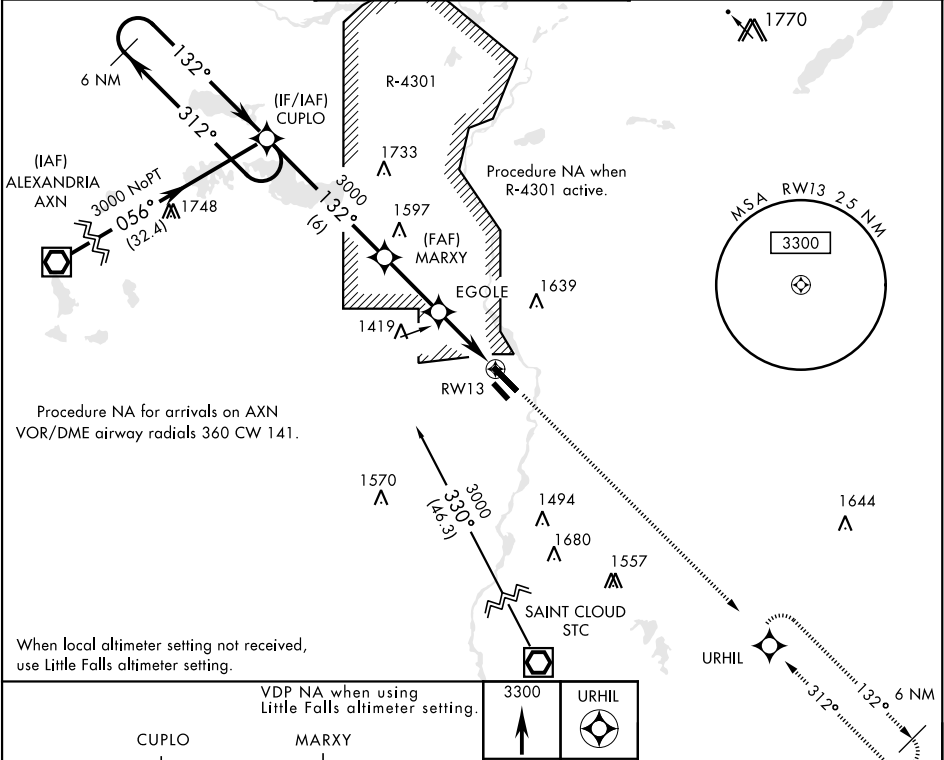 1770
132°
6 NM
R-4301
(IF/IAF)
CUPLO
312°
(IAF)
ALEXANDRIA
AXN
3000 NoPT
056°
(32.4)
1748
1733
Procedure NA when
R-4301 active.
3000
132°
(6)
1597
(FAF)
MARXY
MSA RW13 25 NM
3300
EGOLE
1639
1419
RW13
Procedure NA for arrivals on AXN
VOR/DME airway radials 360 CW 141.
1570
3000
330°
(46.3)
1494
1644
1680
1557
SAINT CLOUD
STC
When local altimeter setting not received,
use Little Falls altimeter setting.
URHIL
132°
6 NM
312°
VDP NA when using
Little Falls altimeter setting.
3300
URHIL
CUPLO
MARXY